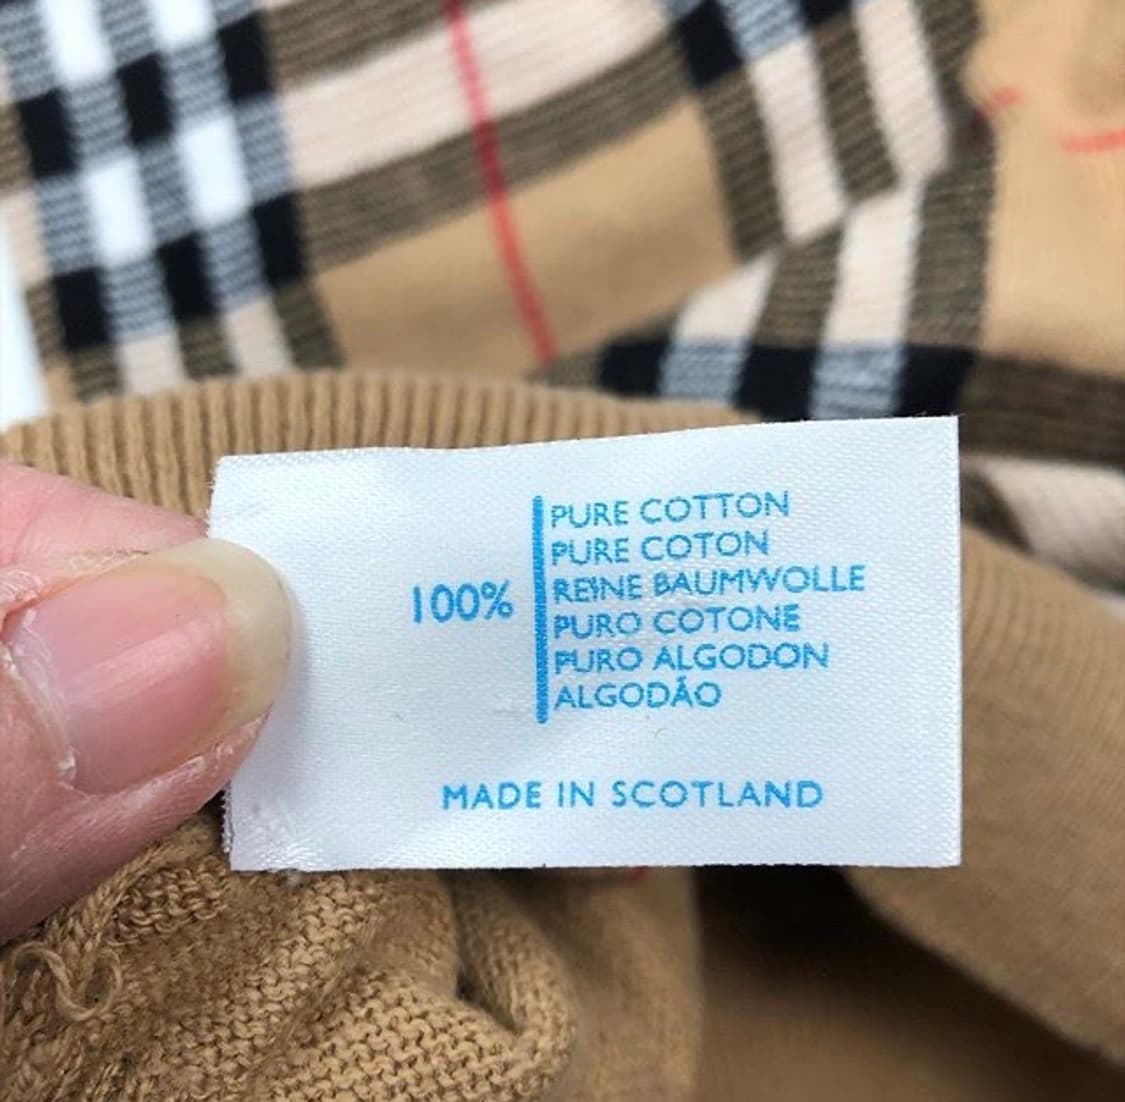 100%
PURE COTTON
PURE COTON
REINE BAUMWOLLE
PURO COTONE
PURO ALGODON
ALGODÃO
MADE IN SCOTLAND